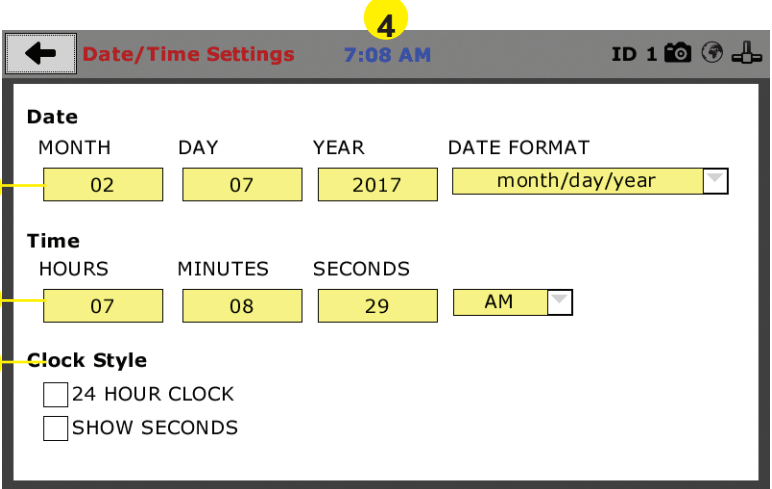 4
Date/Time Settings 7:08 AM ID 1
Date
MONTH DAY YEAR DATE FORMAT
02 07 2017 month/day/year
Time
HOURS MINUTES SECONDS
07 08 29 AM
Clock Style
24 HOUR CLOCK
SHOW SECONDS